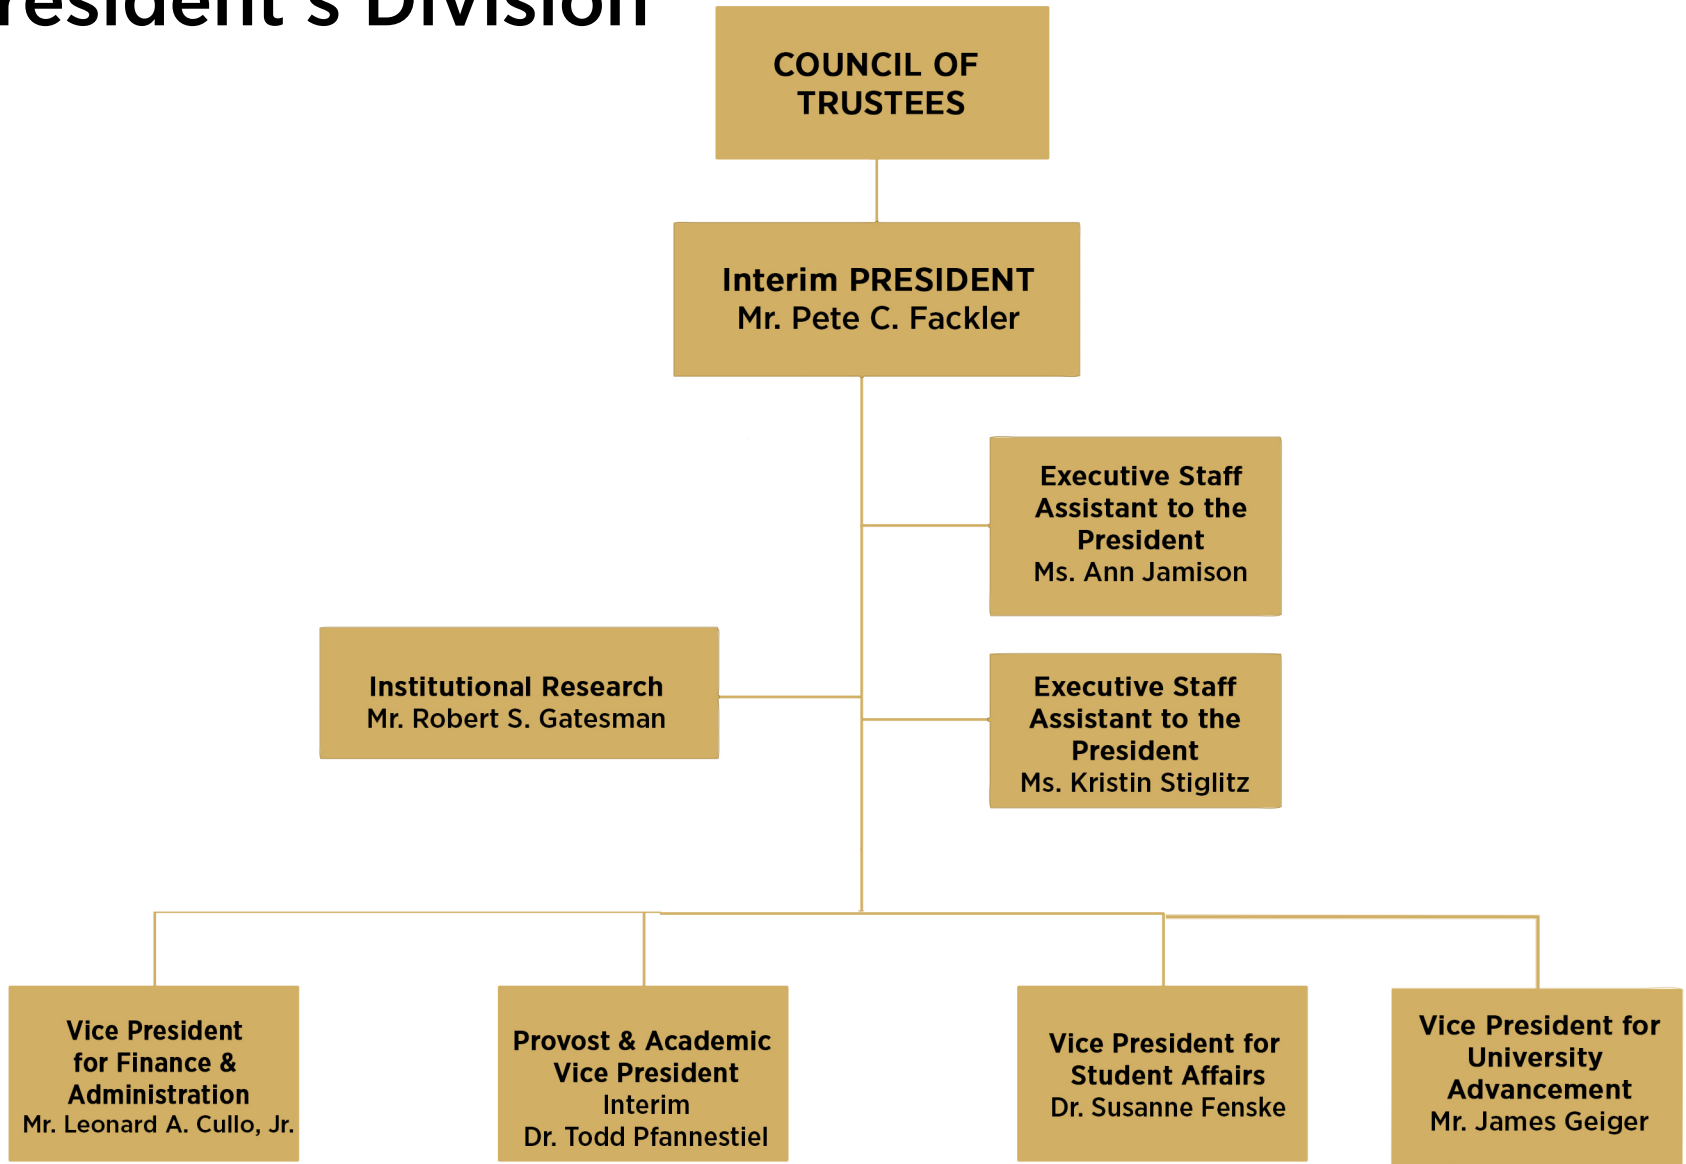 resident's Division
COUNCIL OF
TRUSTEES
Interim PRESIDENT
Mr. Pete C. Fackler
Executive Staff
Assistant to the
President
Ms. Ann Jamison
Institutional Research
Mr. Robert S. Gatesman
Executive Staff
Assistant to the
President
Ms. Kristin Stiglitz
Vice President
for Finance &
Administration
Mr. Leonard A. Cullo, Jr.
Provost & Academic
Vice President
Interim
Dr. Todd Pfannestiel
Vice President for
Student Affairs
Dr. Susanne Fenske
Vice President for
University
Advancement
Mr. James Geiger